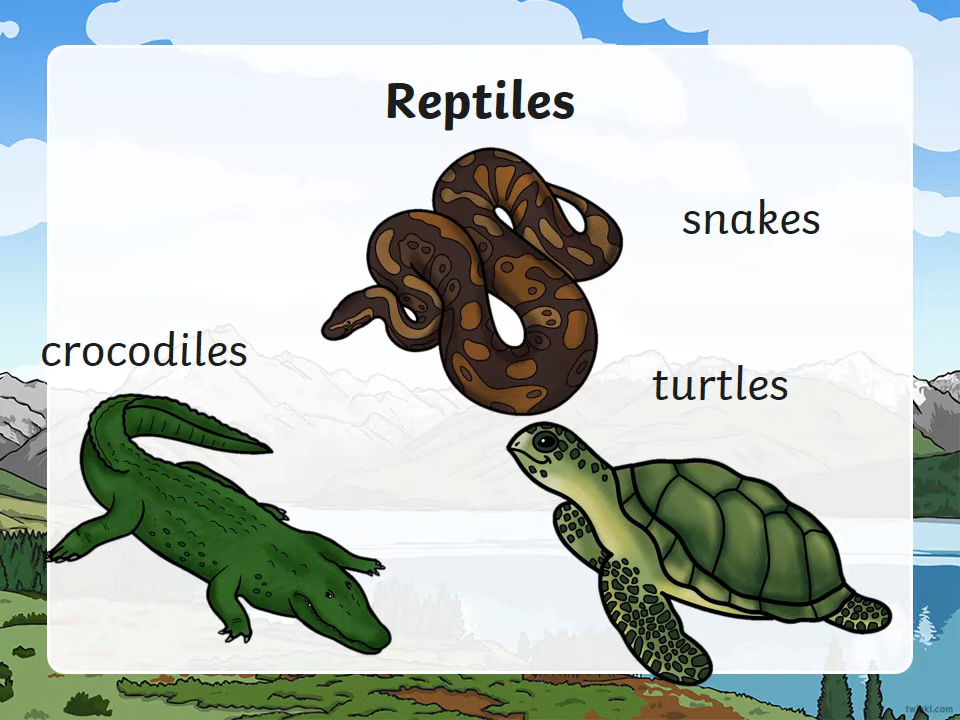 Reptiles
snakes
crocodiles
turtles
twinkl.com